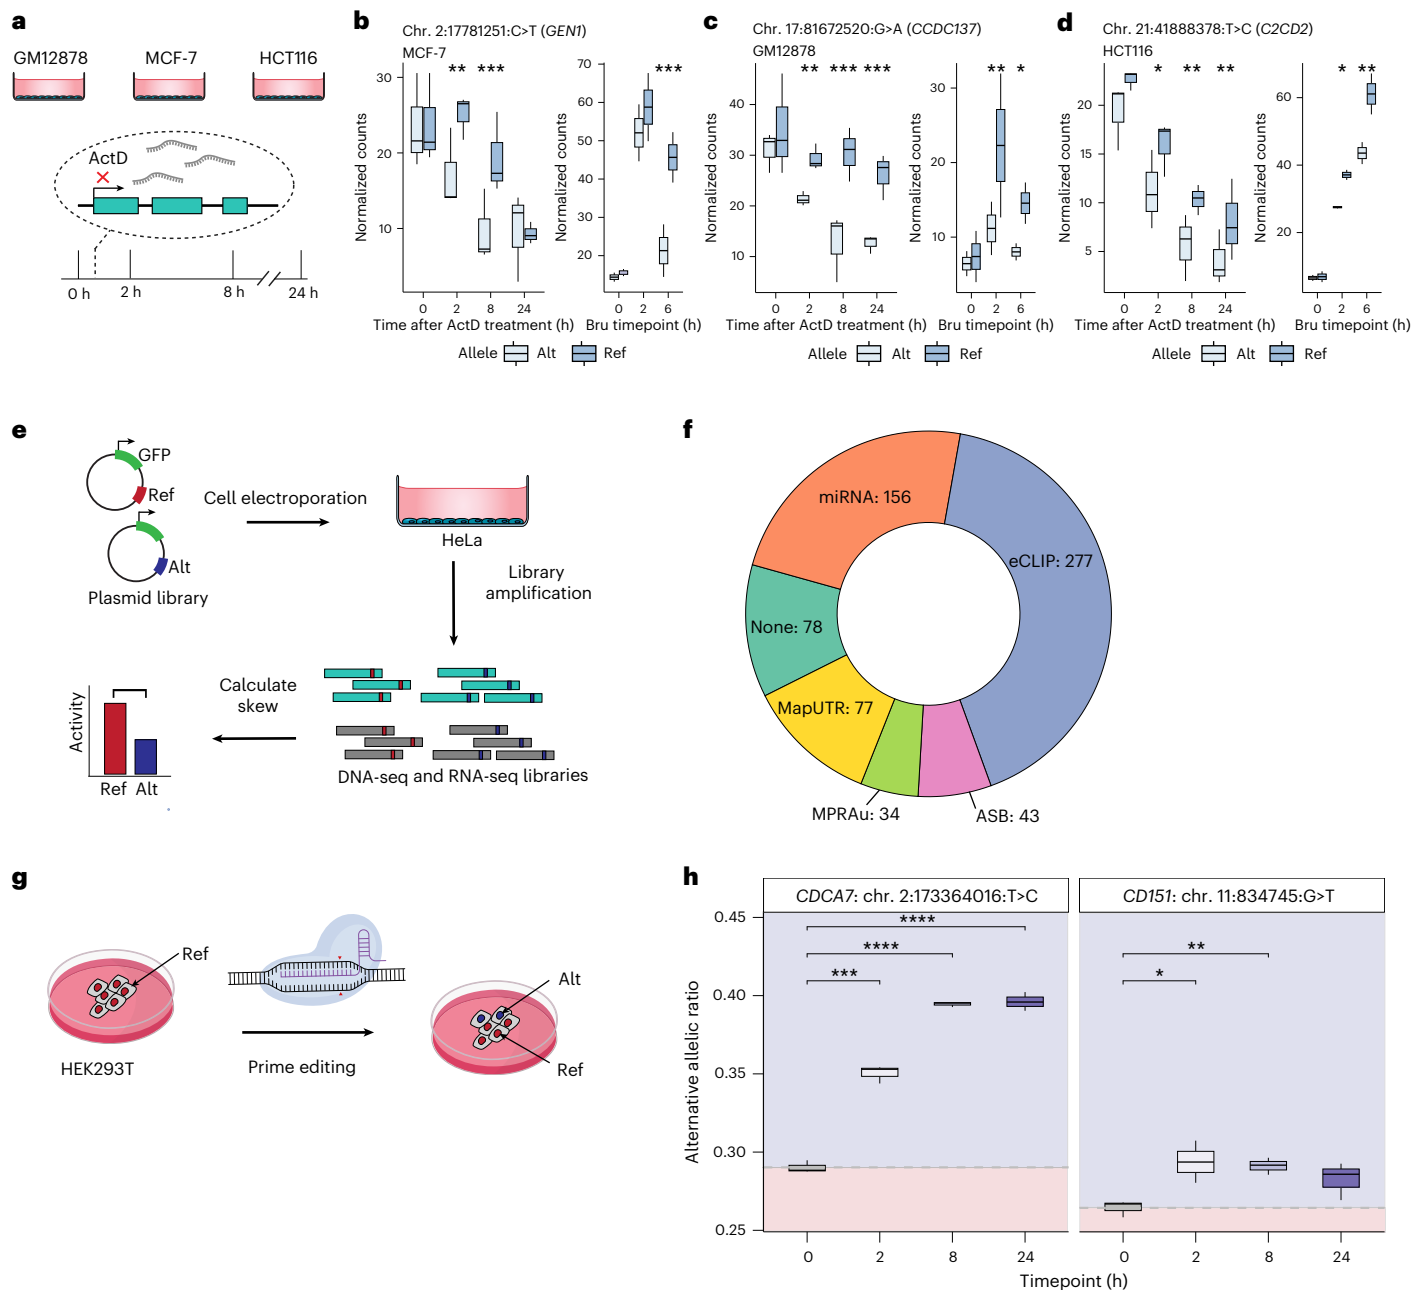 a
GM12878 MCF-7 HCT116
ActD
0 h 2 h 8 h 24 h
b
Chr. 2:17781251:C>T (GEN1)
MCF-7
** *** ***
Normalized counts
30
20
10
0 2 8 24
Time after ActD treatment (h)
Normalized counts
70
60
50
40
30
20
0 2 6
Bru timepoint (h)
Allele Alt Ref
c
Chr. 17:81672520:G>A (CCDC137)
GM12878
** *** *** ** *
Normalized counts
40
30
20
10
0 2 8 24
Time after ActD treatment (h)
Normalized counts
30
20
10
0 2 6
Bru timepoint (h)
Allele Alt Ref
d
Chr. 21:41888378:T>C (C2CD2)
HCT116
* ** ** * **
Normalized counts
20
15
10
5
0 2 8 24
Time after ActD treatment (h)
60
40
20
0 2 6
Bru timepoint (h)
Allele Alt Ref
e
GFP
Ref
Alt
Plasmid library
Cell electroporation
HeLa
Library
amplification
DNA-seq and RNA-seq libraries
Calculate
skew
Activity
Ref Alt
f
miRNA: 156
eCLIP: 277
None: 78
MapUTR: 77
MPRAu: 34
ASB: 43
g
Ref
HEK293T
Prime editing
Alt
Ref
h
CDCA7: chr. 2:173364016:T>C
CD151: chr. 11:834745:G>T
****
****
***
**
*
Alternative allelic ratio
0.45
0.40
0.35
0.30
0.25
0 2 8 24
0 2 8 24
Timepoint (h)